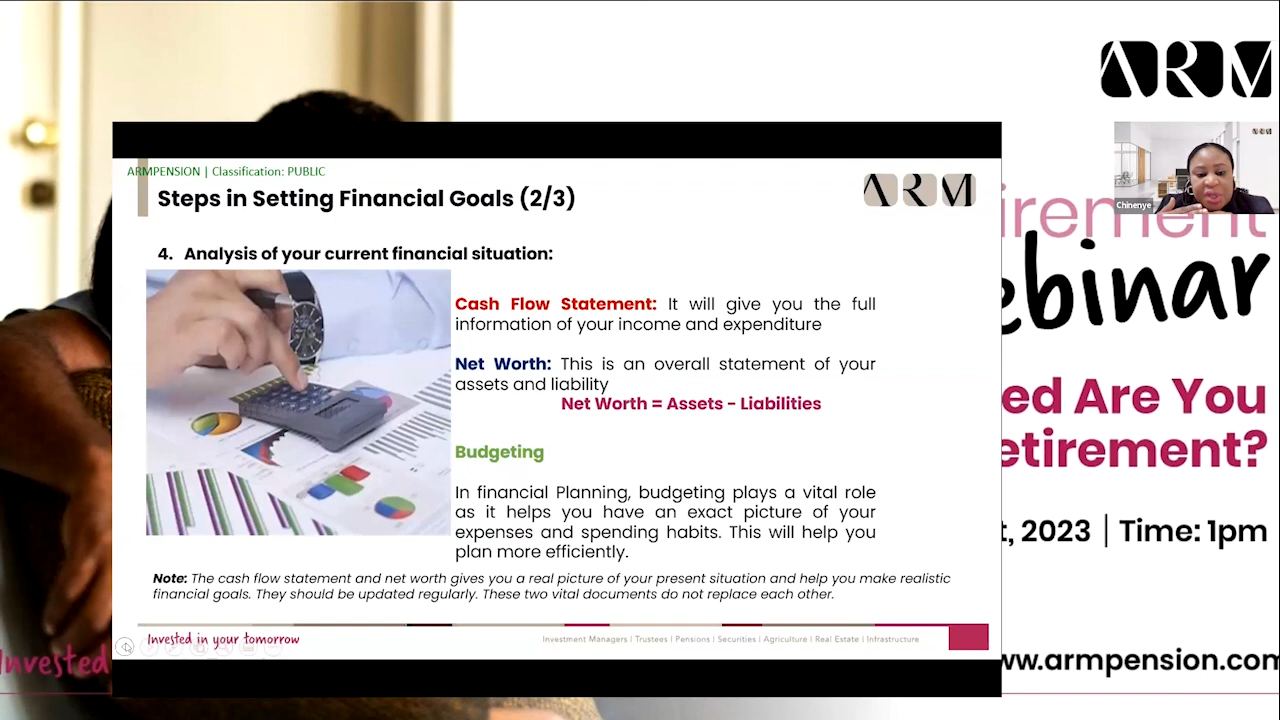 ARM
ARMPENSION | Classification: PUBLIC
Steps in Setting Financial Goals (2/3)
ARM
Chinenye
4. Analysis of your current financial situation:
Cash Flow Statement: It will give you the full
information of your income and expenditure
Net Worth: This is an overall statement of your
assets and liability
Net Worth = Assets - Liabilities
Budgeting
In financial Planning, budgeting plays a vital role
as it helps you have an exact picture of your
expenses and spending habits. This will help you
plan more efficiently.
Note: The cash flow statement and net worth gives you a real picture of your present situation and help you make realistic
financial goals. They should be updated regularly. These two vital documents do not replace each other.
Invested in your tomorrow
Investment Managers | Trustees | Pensions | Securities | Agriculture | Real Estate | Infrastructure
irement
ebinar
ed Are You
etirement?
t, 2023 | Time: 1pm
Invested
ww.armpension.com